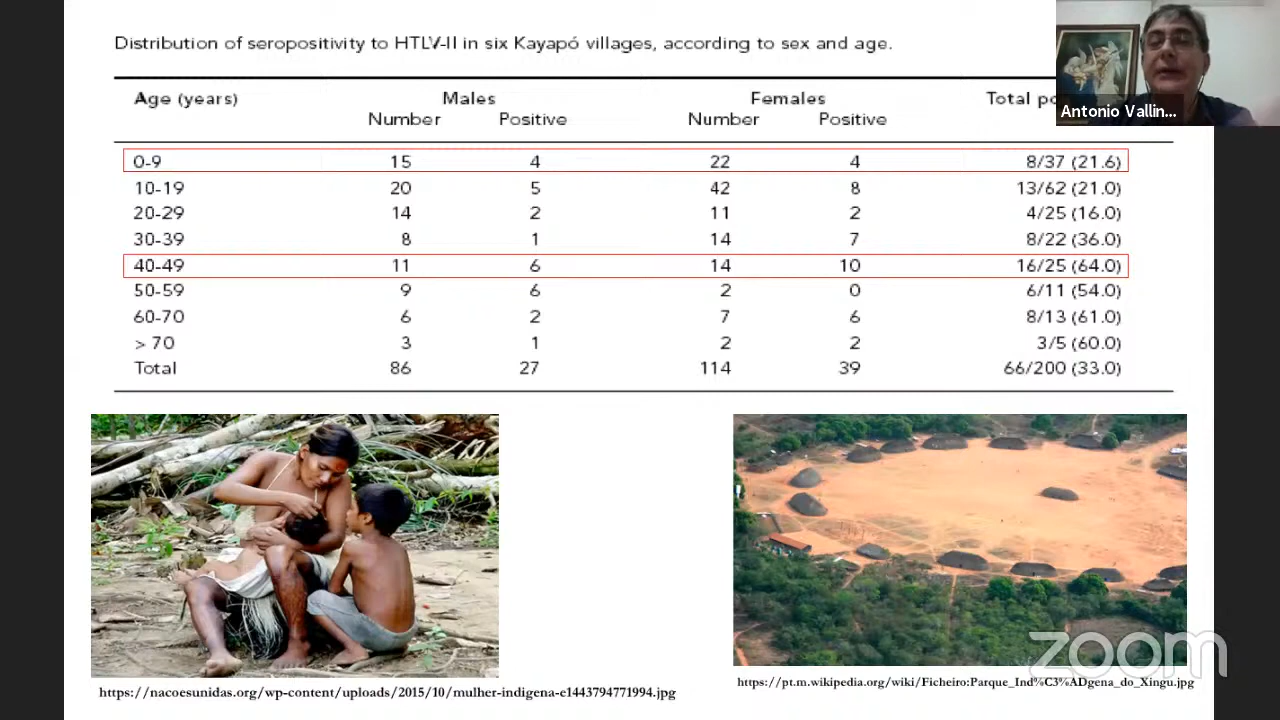 Distribution of seropositivity to HTLV-II in six Kayapó villages, according to sex and age.
Age (years) Males Females Total
Number Positive Number Positive
0-9 15 4 22 4 8/37 (21.6)
10-19 20 5 42 8 13/62 (21.0)
20-29 14 2 11 2 4/25 (16.0)
30-39 8 1 14 7 8/22 (36.0)
40-49 11 6 14 10 16/25 (64.0)
50-59 9 6 2 0 6/11 (54.0)
60-70 6 2 7 6 8/13 (61.0)
> 70 3 1 2 2 3/5 (60.0)
Total 86 27 114 39 66/200 (33.0)
Antonio Vallin...
https://nacoesunidas.org/wp-content/uploads/2015/10/mulher-indigena-e1443794771994.jpg
https://pt.m.wikipedia.org/wiki/Ficheiro:Parque_Ind%C3%ADgena_do_Xingu.jpg
zoom